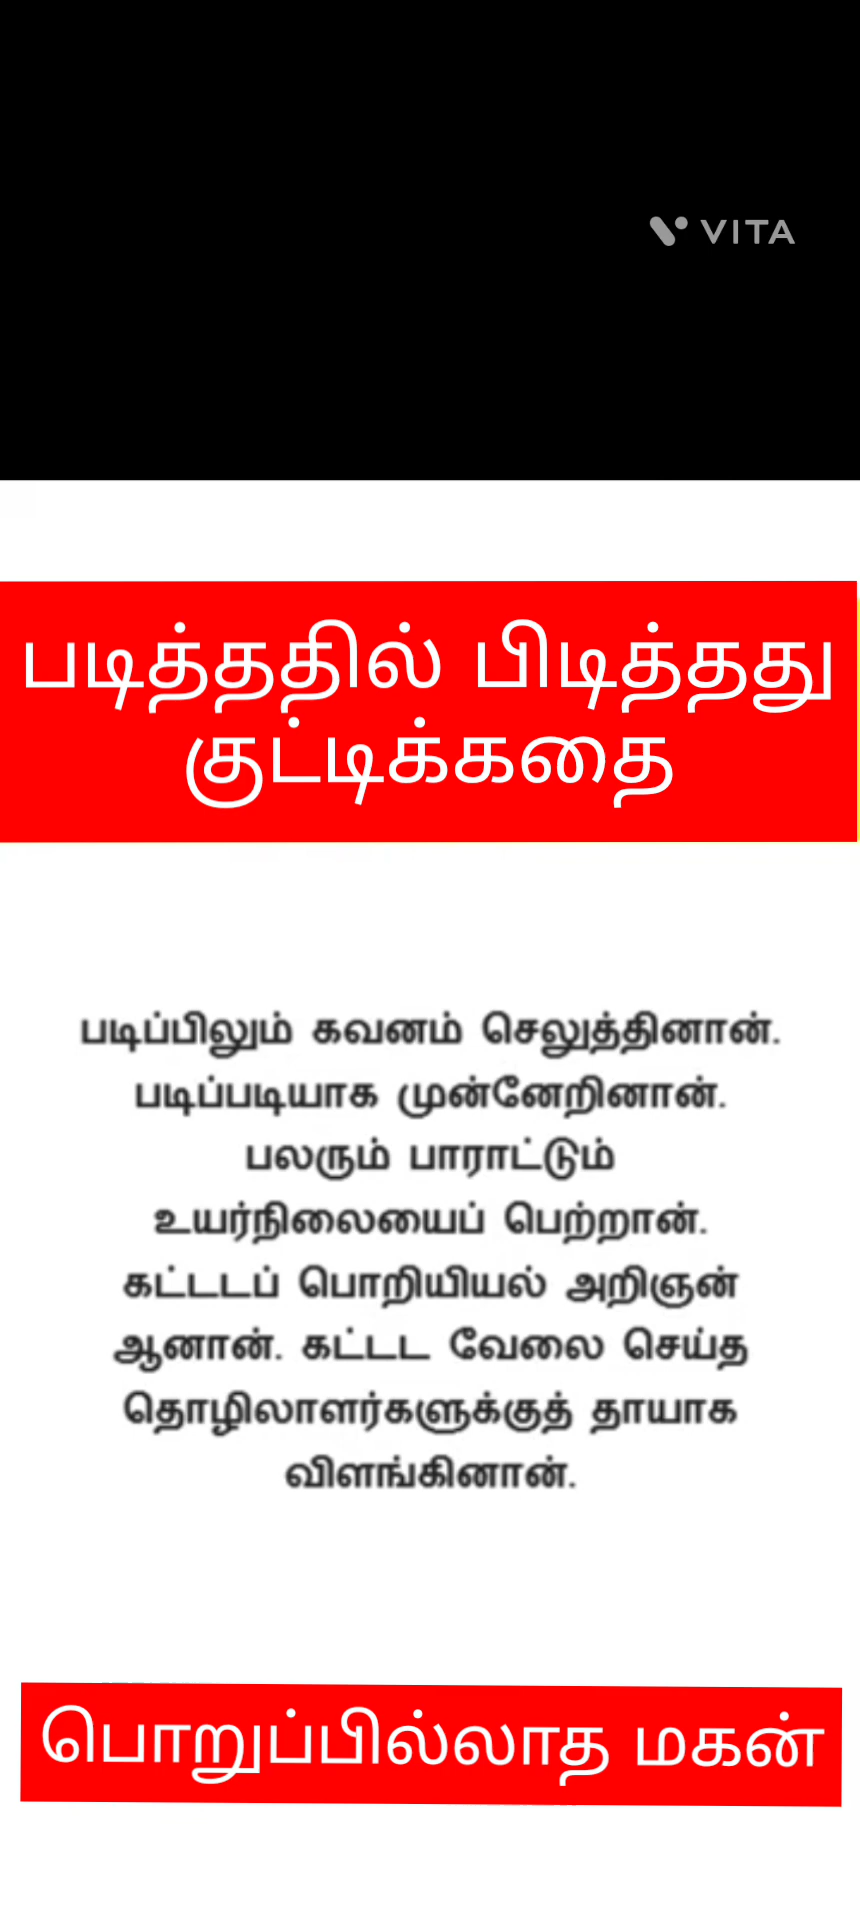 VITA
படித்ததில் பிடித்தது
குட்டிக்கதை
படிப்பிலும் கவனம் செலுத்தினான்.
படிப்படியாக முன்னேறினான்.
பலரும் பாராட்டும்
உயர்நிலையைப் பெற்றான்.
கட்டடப் பொறியியல் அறிஞன்
ஆனான். கட்டட வேலை செய்த
தொழிலாளர்களுக்குத் தாயாக
விளங்கினான்.
பொறுப்பில்லாத மகன்